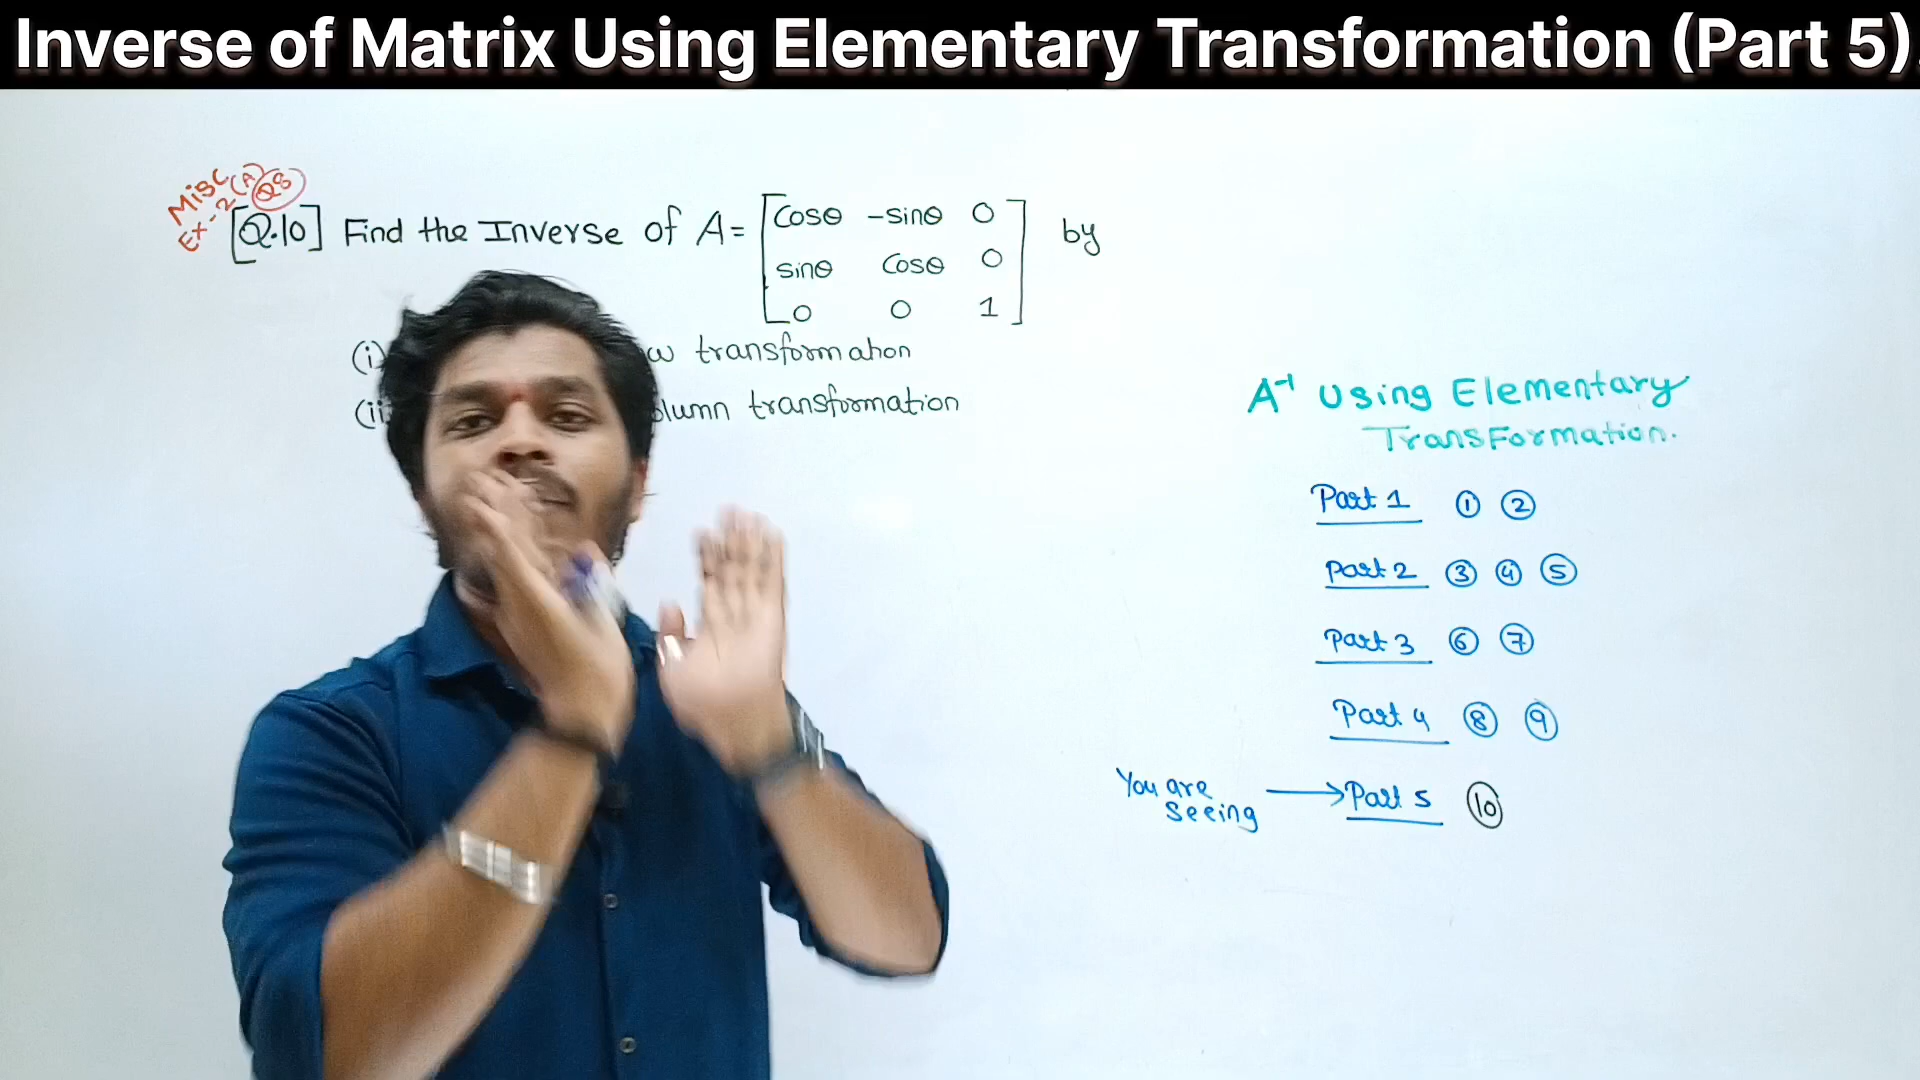 Inverse of Matrix Using Elementary Transformation (Part 5).
Misc
Ex-2(A) Q8
[Q.10] Find the Inverse of A= [cosθ -sinθ 0 by
sinθ cosθ 0
0 0 1]
(i) transformation
(ii) transformation
A⁻¹ Using Elementary
Transformation.
Part 1 ① ②
Part 2 ③ ④ ⑤
Part 3 ⑥ ⑦
Part 4 ⑧ ⑨
You are
seeing → Part 5 ⑩